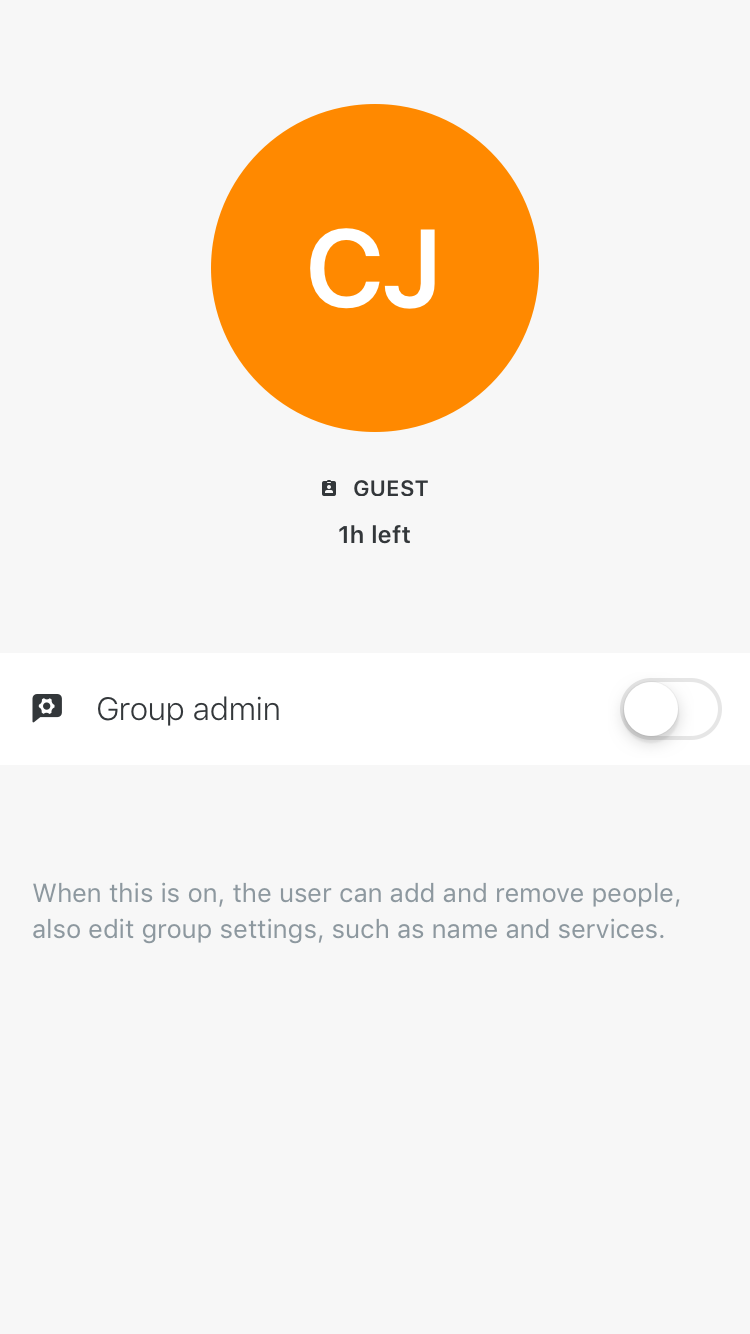 CJ
GUEST
1h left
Group admin
When this is on, the user can add and remove people,
also edit group settings, such as name and services.